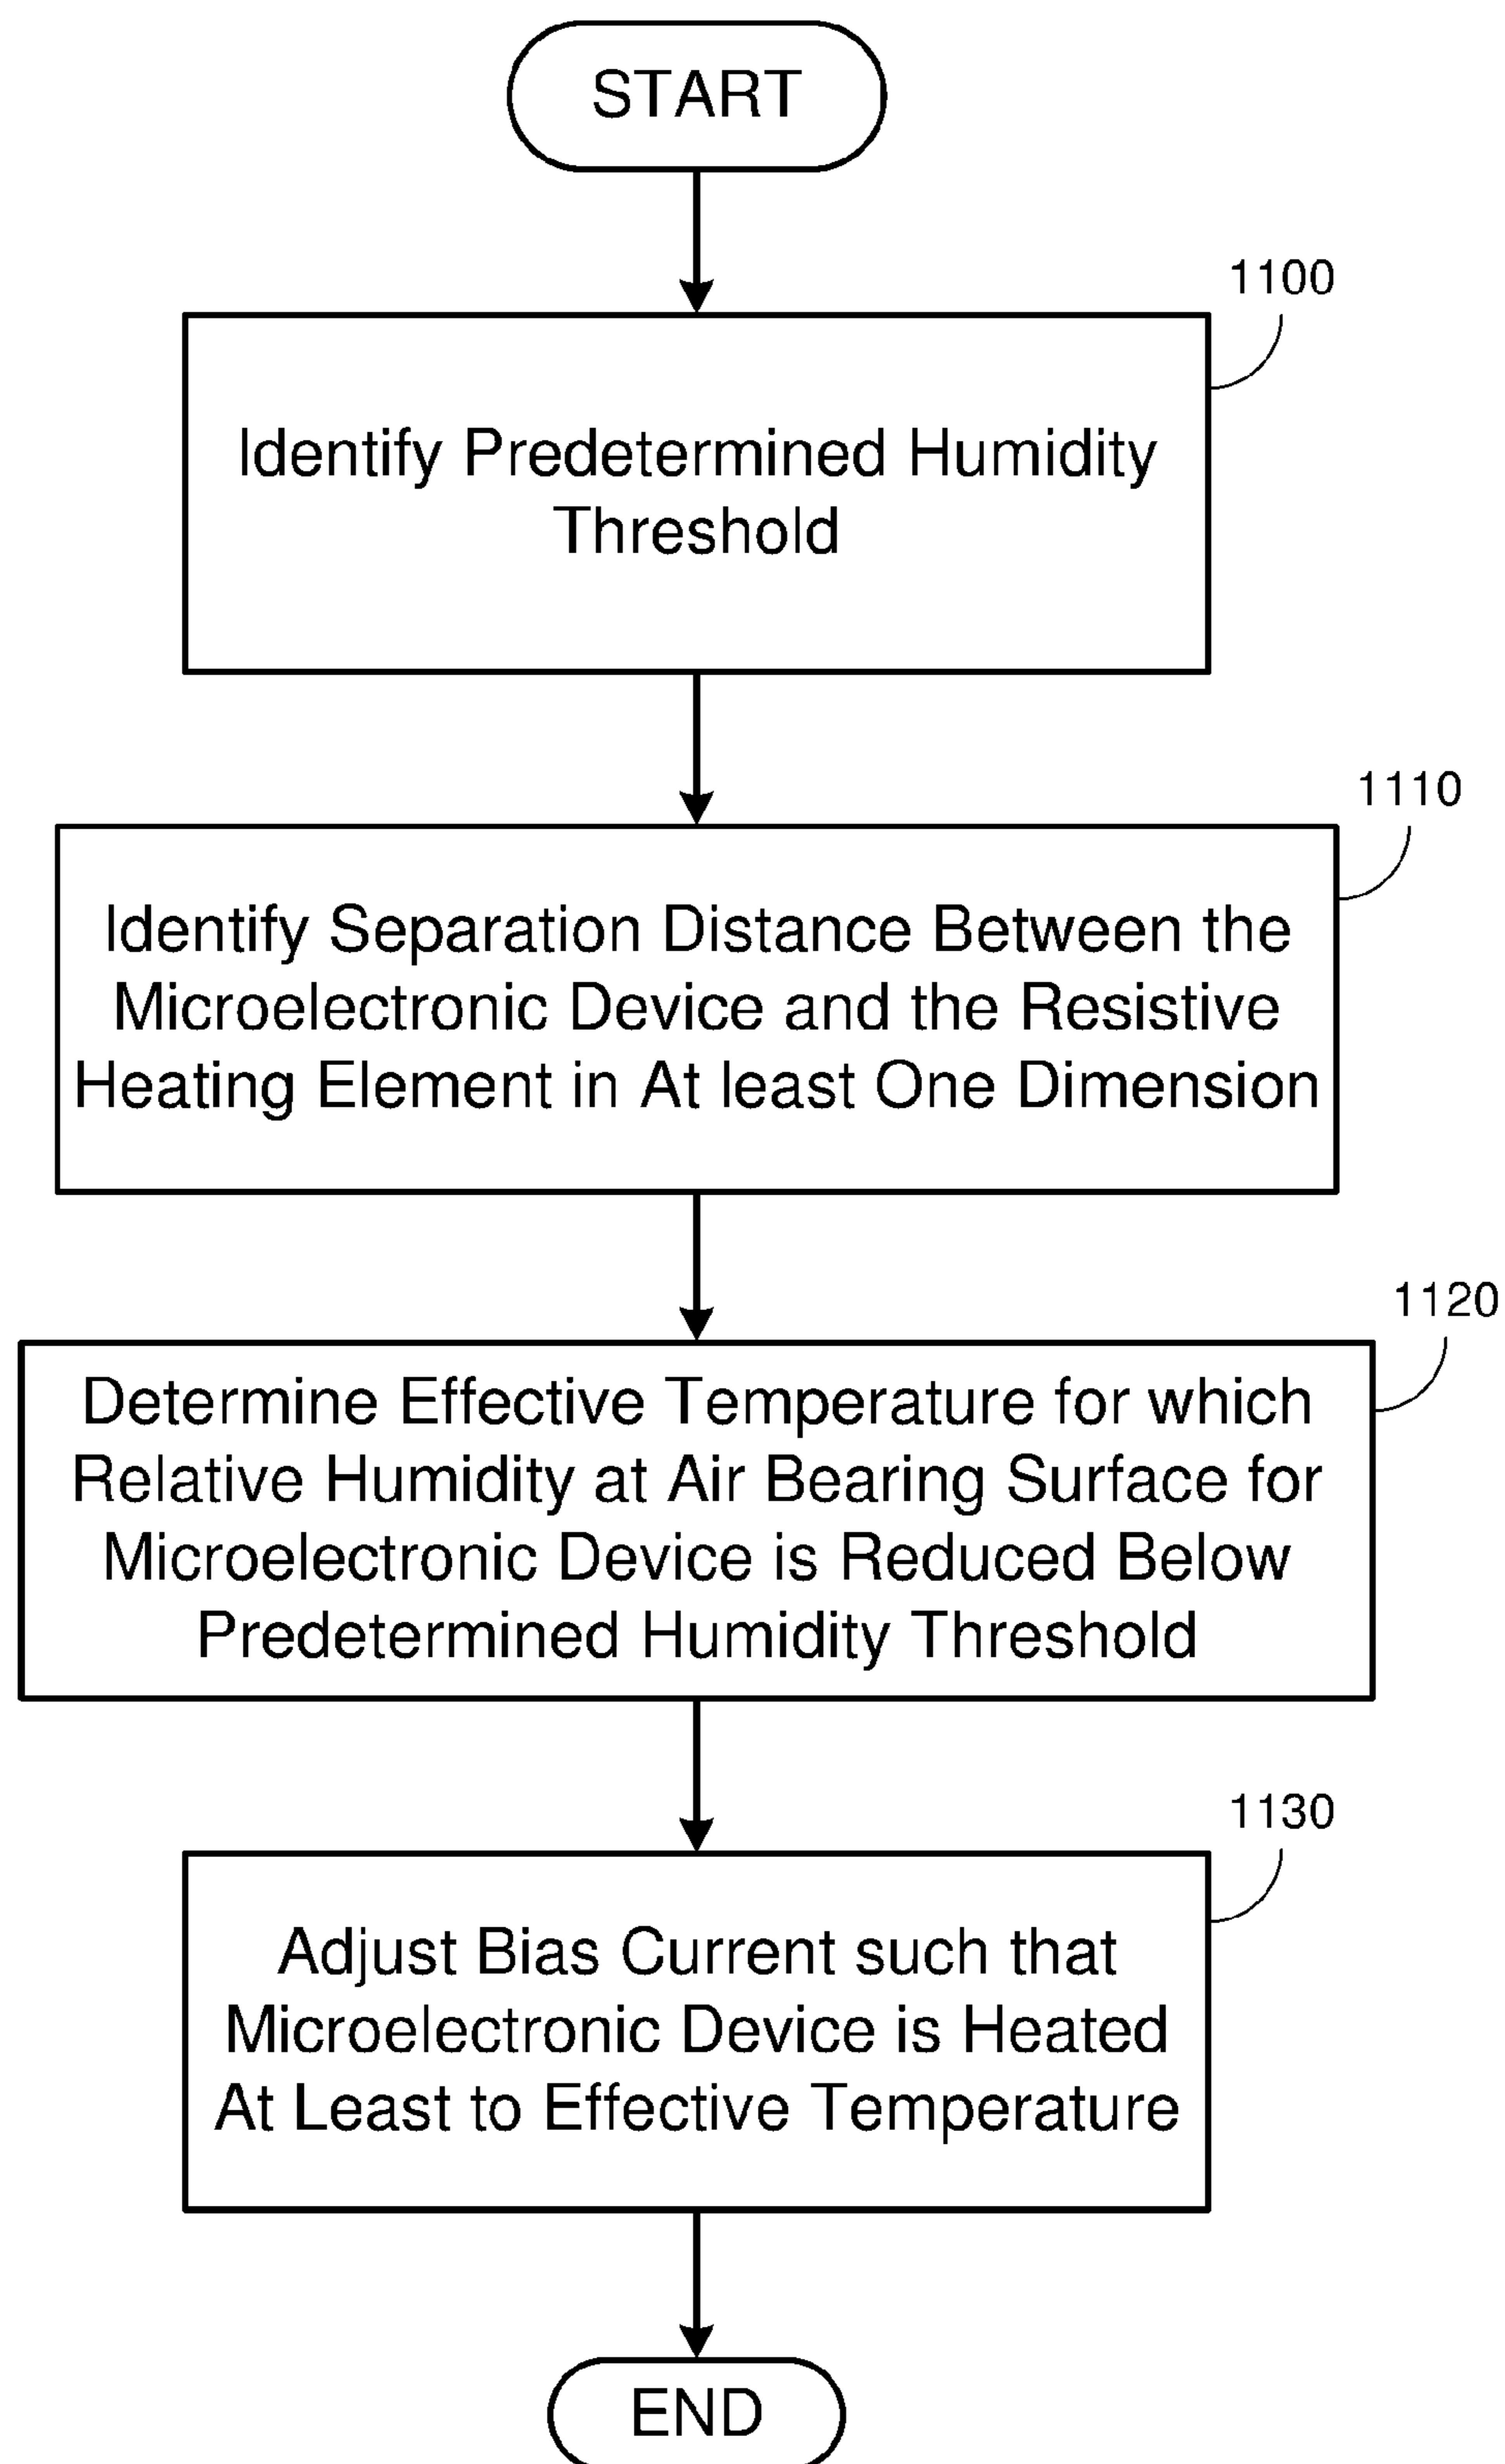 START
1100
Identify Predetermined Humidity
Threshold
1110
Identify Separation Distance Between the
Microelectronic Device and the Resistive
Heating Element in At least One Dimension
1120
Determine Effective Temperature for which
Relative Humidity at Air Bearing Surface for
Microelectronic Device is Reduced Below
Predetermined Humidity Threshold
1130
Adjust Bias Current such that
Microelectronic Device is Heated
At Least to Effective Temperature
END